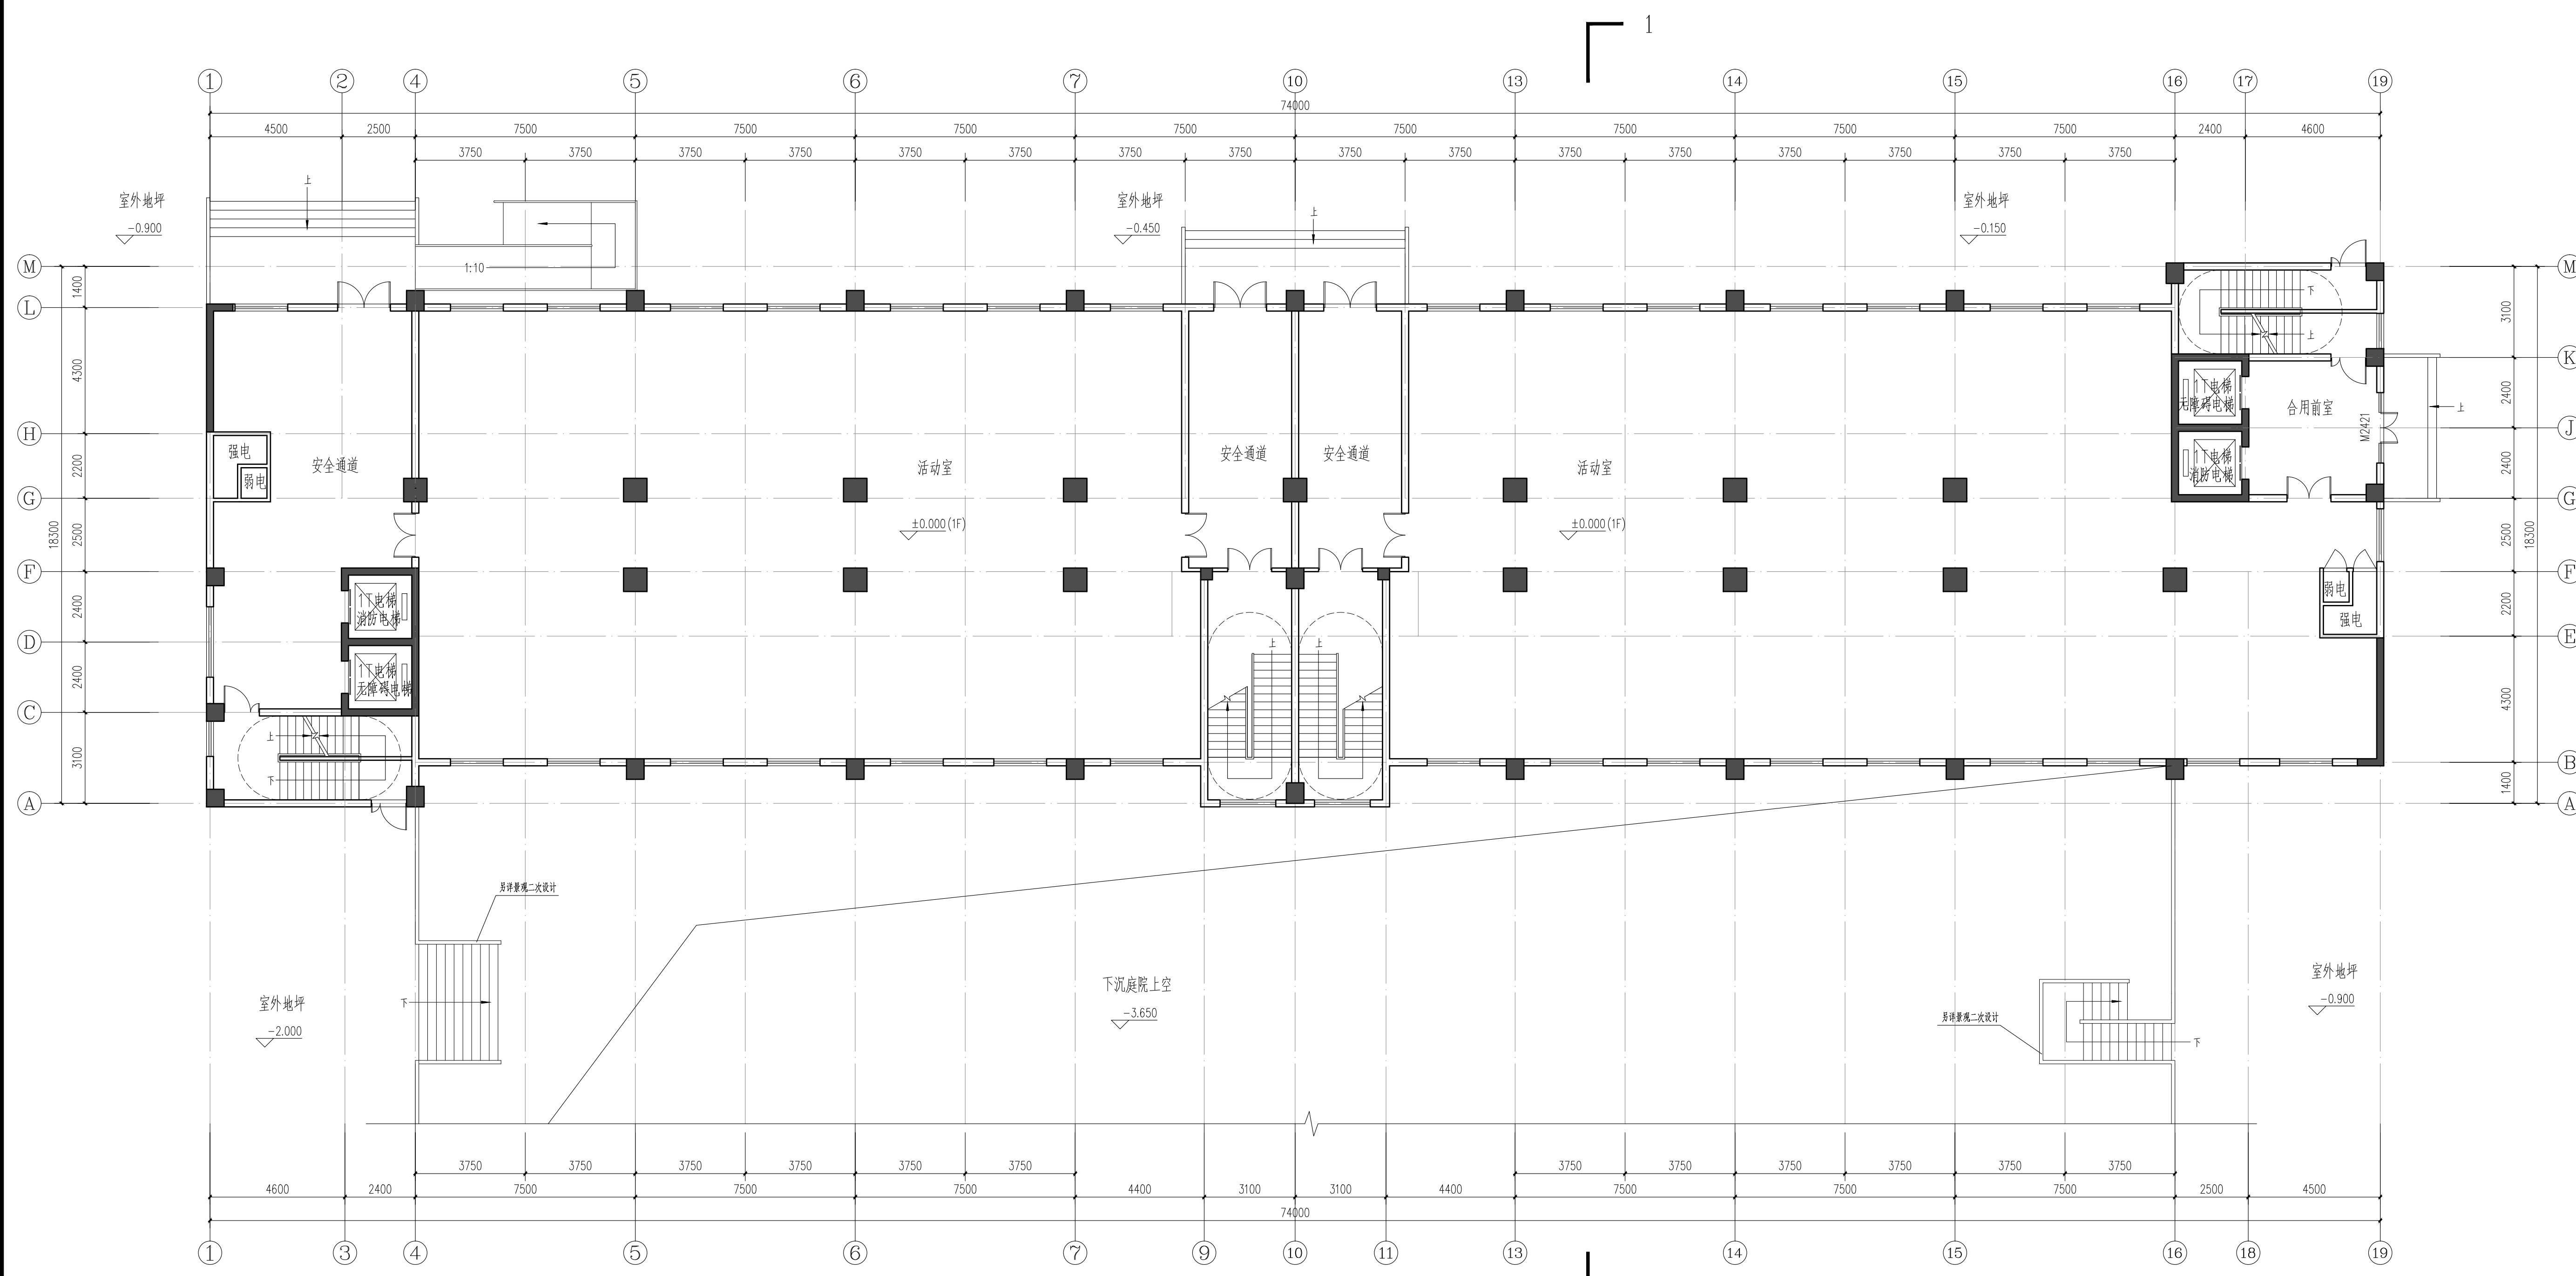 1
1 2 4 5 6 7 10 13 14 15 16 17 19
74000
4500 2500 7500 7500 7500 7500 7500 7500 7500 7500 2400 4600
3750 3750 3750 3750 3750 3750 3750 3750 3750 3750 3750 3750 3750 3750 3750 3750
上
室外地坪
-0.900
室外地坪
-0.450
上
室外地坪
-0.150
1:10
M
L
H
G
F
D
C
A
1400
4300
2200
2500
2400
2400
3100
18300
M
K
J
G
F
E
B
A
3100
2400
2400
2500
2200
4300
1400
18300
下
上
1T电梯
无障碍电梯
合用前室
M2421
上
1T电梯
消防电梯
强电
弱电
安全通道
活动室
±0.000(1F)
安全通道
安全通道
活动室
±0.000(1F)
弱电
强电
1T电梯
消防电梯
1T电梯
无障碍电梯
上
下
上
上
另详景观二次设计
下
室外地坪
-2.000
下沉庭院上空
-3.650
另详景观二次设计
下
室外地坪
-0.900
3750 3750 3750 3750 3750 3750 3750 3750 3750 3750 3750 3750
4600 2400 7500 7500 7500 4400 3100 3100 4400 7500 7500 7500 2500 4500
74000
1 3 4 5 6 7 9 10 11 13 14 15 16 18 19